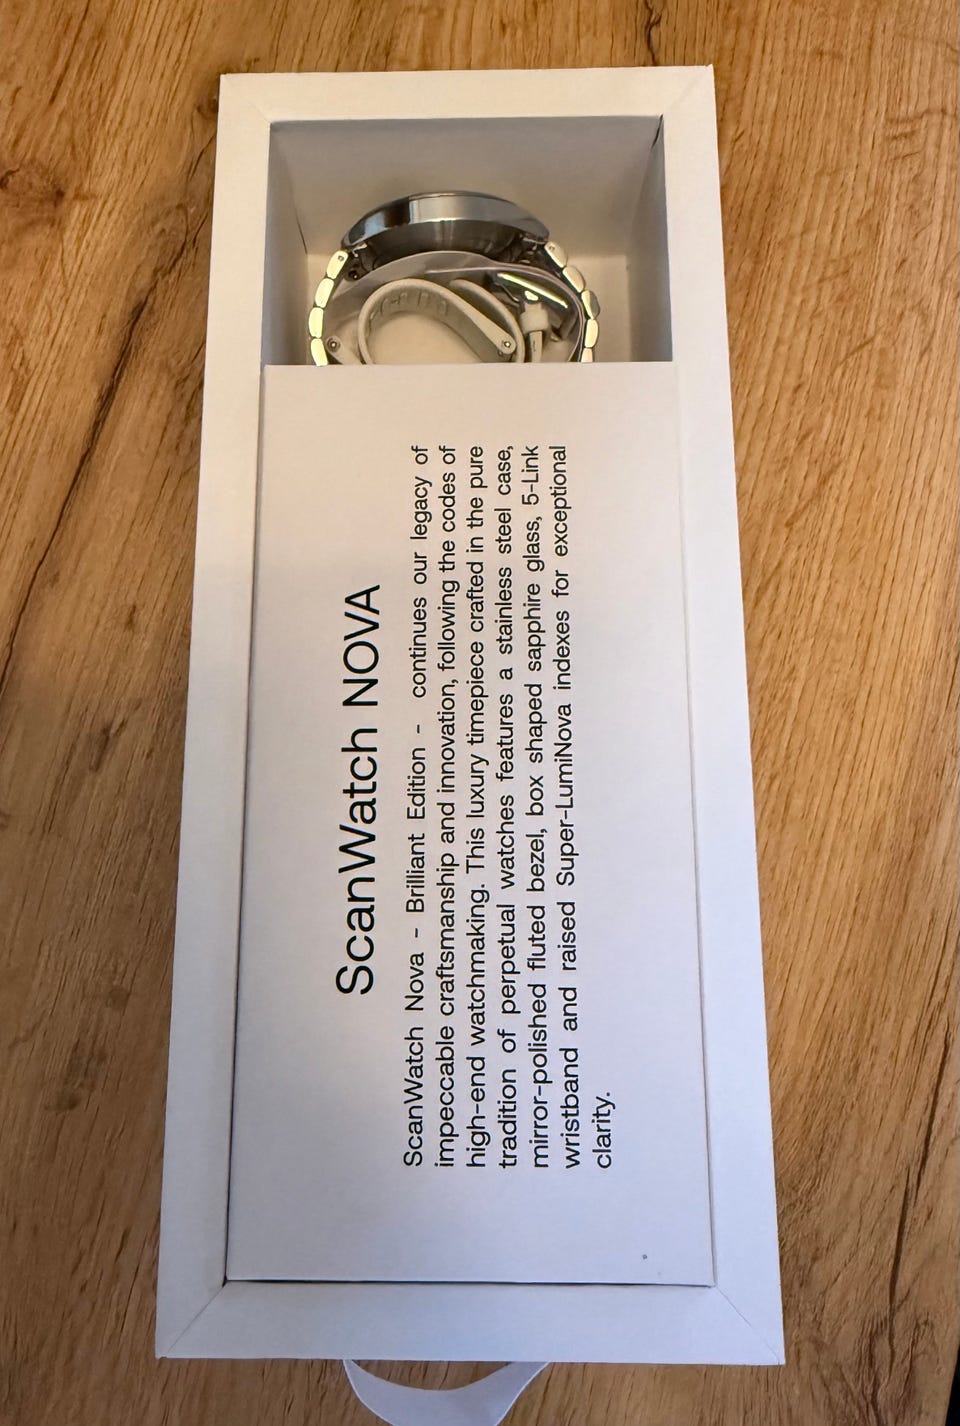 ScanWatch NOVA
ScanWatch Nova - Brilliant Edition - continues our legacy of
impeccable craftsmanship and innovation, following the codes of
high-end watchmaking. This luxury timepiece crafted in the pure
tradition of perpetual watches features a stainless steel case,
mirror-polished fluted bezel, box shaped sapphire glass, 5-Link
wristband and raised Super-LumiNova indexes for exceptional
clarity.